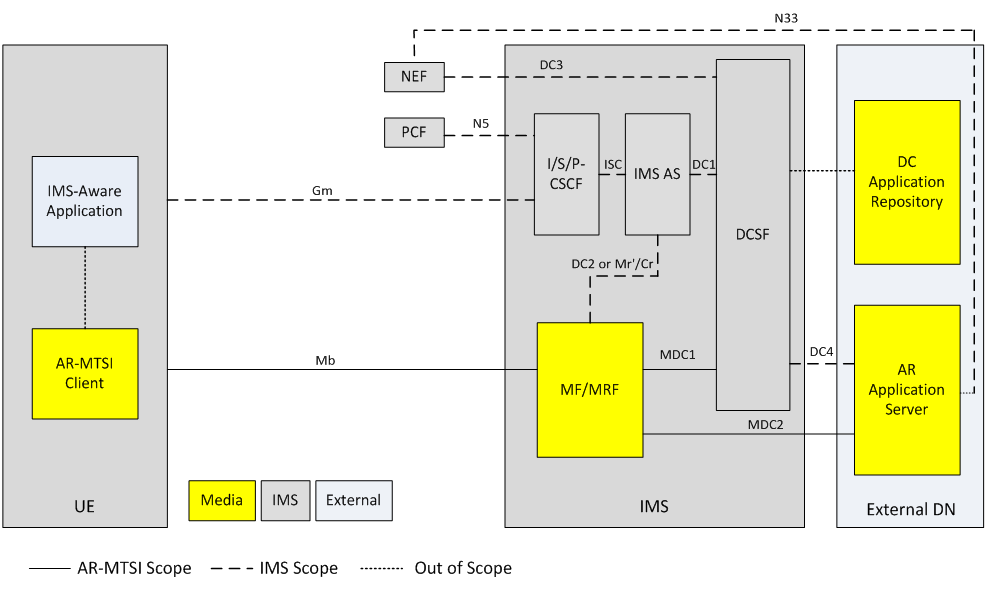 N33
NEF
DC3
PCF
N5
I/S/P-
CSCF
ISC
IMS AS
DC1
DCSF
DC
Application
Repository
IMS-Aware
Application
Gm
DC2 or Mr'/Cr
AR-MTSI
Client
Mb
MF/MRF
MDC1
DC4
AR
Application
Server
MDC2
UE
Media
IMS
External
IMS
External DN
AR-MTSI Scope
IMS Scope
Out of Scope